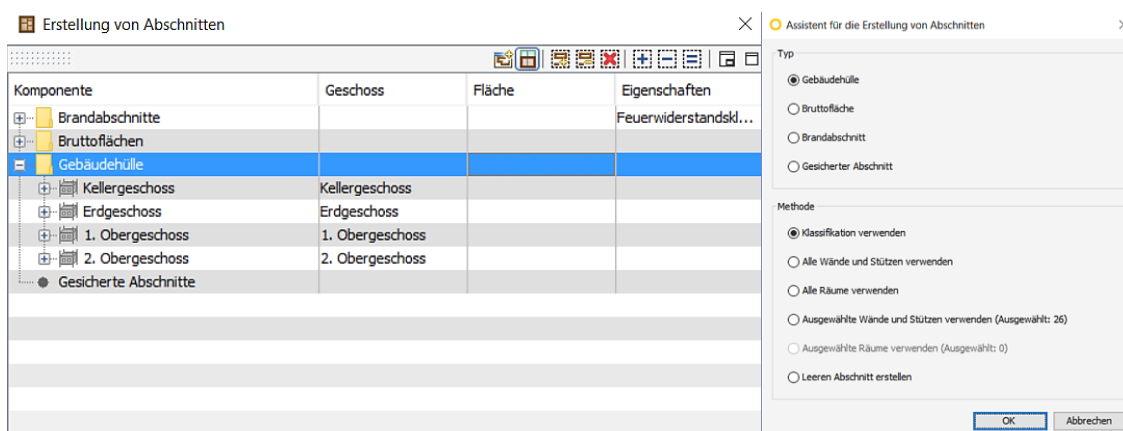 Erstellung von Abschnitten
Komponente Geschoss Fläche Eigenschaften
Brandabschnitte Feuerwiderstandskl...
Bruttoflächen
Gebäudehülle
Kellergeschoss Kellergeschoss
Erdgeschoss Erdgeschoss
1. Obergeschoss 1. Obergeschoss
2. Obergeschoss 2. Obergeschoss
Gesicherte Abschnitte
Assistent für die Erstellung von Abschnitten
Typ
Gebäudehülle
Bruttofläche
Brandabschnitt
Gesicherter Abschnitt
Methode
Klassifikation verwenden
Alle Wände und Stützen verwenden
Alle Räume verwenden
Ausgewählte Wände und Stützen verwenden (Ausgewählt: 26)
Ausgewählte Räume verwenden (Ausgewählt: 0)
Leeren Abschnitt erstellen
OK Abbrechen